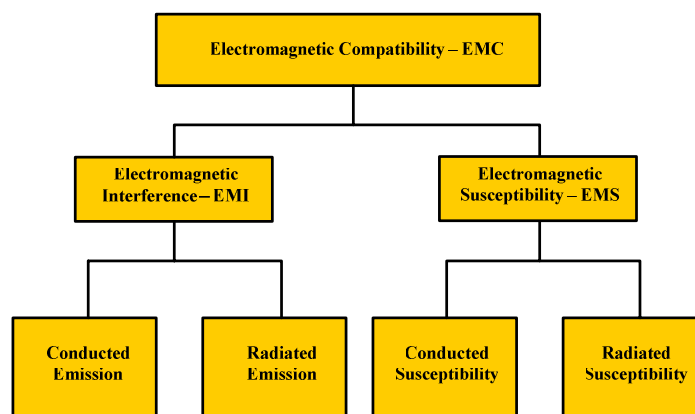 Electromagnetic Compatibility – EMC
Electromagnetic
Interference– EMI
Electromagnetic
Susceptibility – EMS
Conducted
Emission
Radiated
Emission
Conducted
Susceptibility
Radiated
Susceptibility